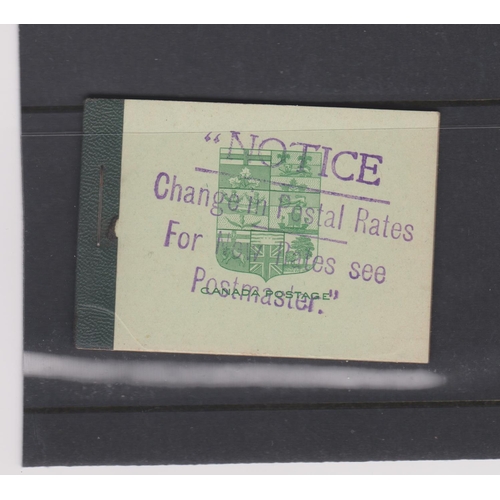 “NOTICE
Change in Postal Rates
For New Rates see
Postmaster.”
CANADA POSTAGE